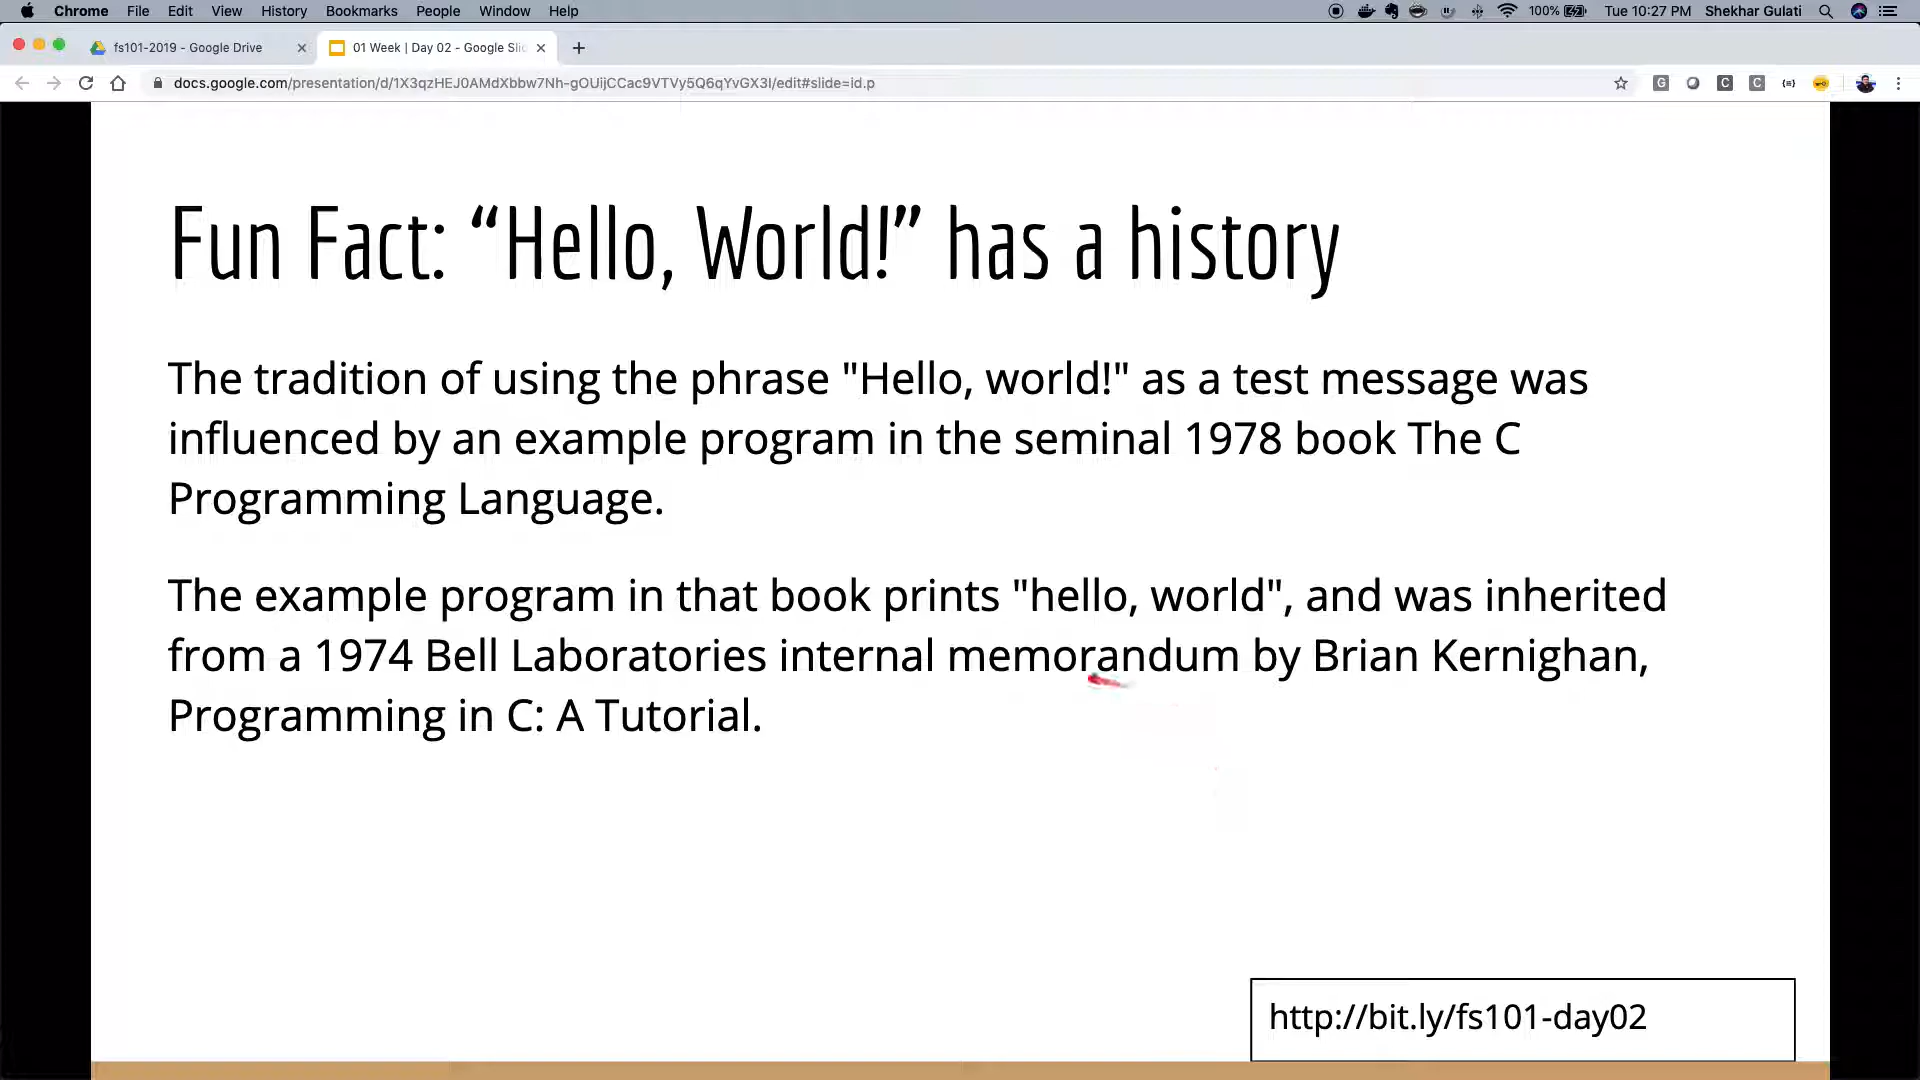 Chrome File Edit View History Bookmarks People Window Help 100% Tue 10:27 PM Shekhar Gulati
fs101-2019 - Google Drive 01 Week | Day 02 - Google Slid
docs.google.com/presentation/d/1X3qzHEJ0AMdXbbw7Nh-gOUijCCac9VTVy5Q6qYvGX3I/edit#slide=id.p
Fun Fact: “Hello, World!” has a history
The tradition of using the phrase "Hello, world!" as a test message was
influenced by an example program in the seminal 1978 book The C
Programming Language.
The example program in that book prints "hello, world", and was inherited
from a 1974 Bell Laboratories internal memorandum by Brian Kernighan,
Programming in C: A Tutorial.
http://bit.ly/fs101-day02